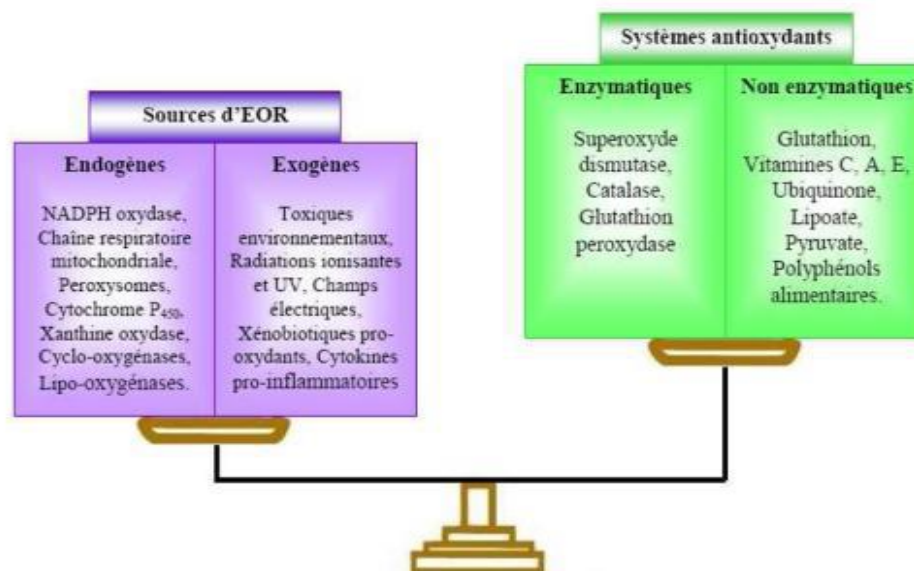 Systèmes antioxydants
Enzymatiques
Superoxyde
dismutase,
Catalase,
Glutathion
peroxydase
Non enzymatiques
Glutathion,
Vitamines C, A, E,
Ubiquinone,
Lipoate,
Pyruvate,
Polyphénols
alimentaires.
Sources d’EOR
Endogènes
NADPH oxydase,
Chaîne respiratoire
mitochondriale,
Peroxysomes,
Cytochrome P₄₅₀,
Xanthine oxydase,
Cyclo-oxygénases,
Lipo-oxygénases.
Exogènes
Toxiques
environnementaux,
Radiations ionisantes
et UV, Champs
électriques,
Xénobiotiques pro-
oxydants, Cytokines
pro-inflammatoires